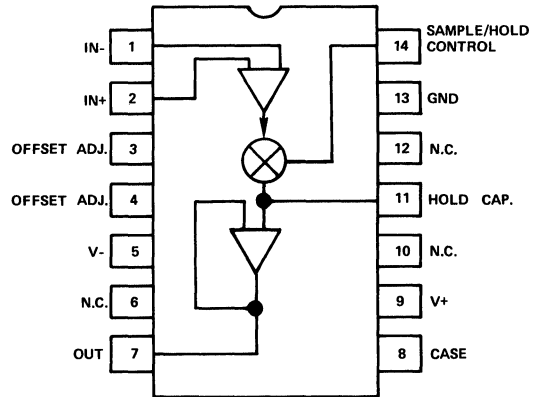 IN- 1
IN+ 2
OFFSET ADJ. 3
OFFSET ADJ. 4
V- 5
N.C. 6
OUT 7
SAMPLE/HOLD
14 CONTROL
13 GND
12 N.C.
11 HOLD CAP.
10 N.C.
9 V+
8 CASE